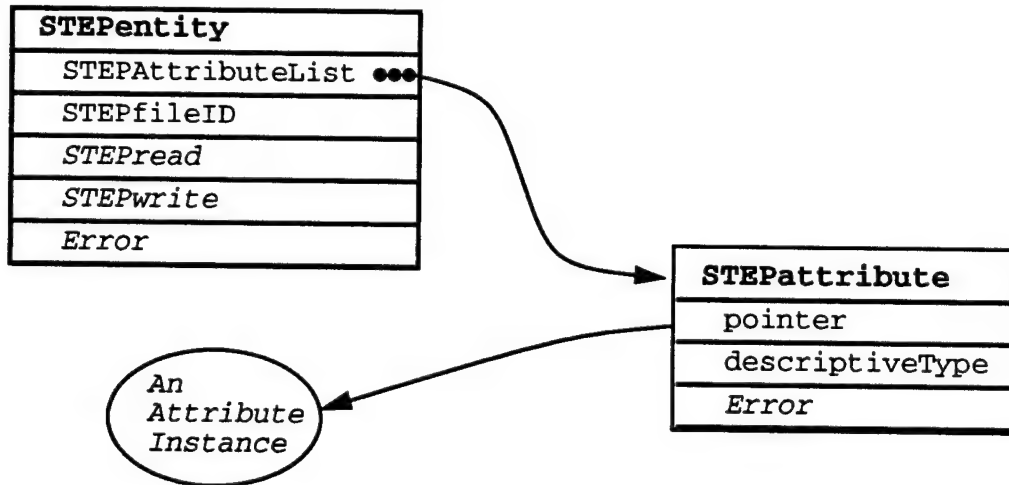 STEPentity
STEPAttributeList
STEPfileID
STEPread
STEPwrite
Error
STEPattribute
pointer
descriptiveType
Error
An
Attribute
Instance